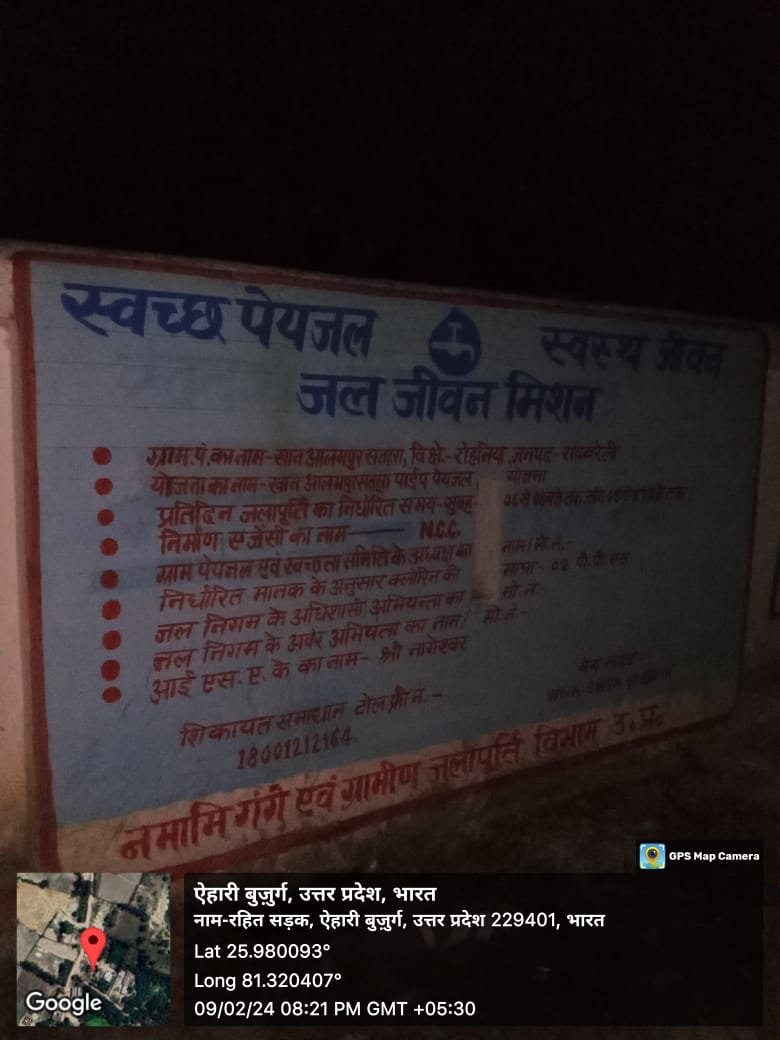 स्वच्छ पेयजल स्वस्थ जीवन
जल जीवन मिशन
ग्राम.पं.का नाम- खान आलमपुर सतहरा, वि.क्षे.- रोहनिया, जनपद- रायबरेली
योजना का नाम- खान आलमपुर सतहरा पाईप पेयजल योजना
प्रतिदिन जलापूर्ति का निर्धारित समय- सुबह-
निर्माण एजेंसी का नाम N.C.C.
ग्राम पेयजल एवं स्वच्छता समिति के अध्यक्ष का नाम/मो.नं.-
निर्धारित मानक के अनुसार क्लोरिन की मात्रा- 0.2 पी.पी.एम
जल निगम के अधिशासी अभियन्ता का मो.नं.-
जल निगम के अवर अभियंता का नाम/ मो.नं.-
आई.एस.ए. के का नाम- श्री नागेश्वर
शिकायत समाधान टोल फ्री नं.-
18001212164.
नमामि गंगे एवं ग्रामीण जलापूर्ति विभाग उ.प्र.
GPS Map Camera
ऐहारी बुजुर्ग, उत्तर प्रदेश, भारत
नाम-रहित सड़क, ऐहारी बुजुर्ग, उत्तर प्रदेश 229401, भारत
Lat 25.980093°
Long 81.320407°
09/02/24 08:21 PM GMT +05:30
Google